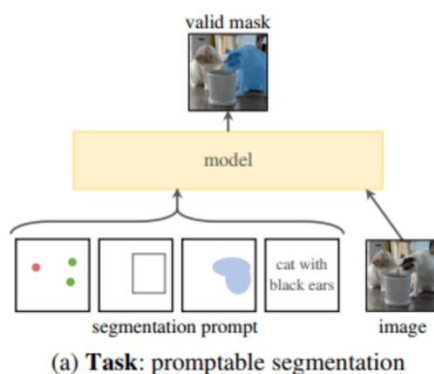 valid mask
model
cat with
black ears
segmentation prompt
image
(a) Task: promptable segmentation